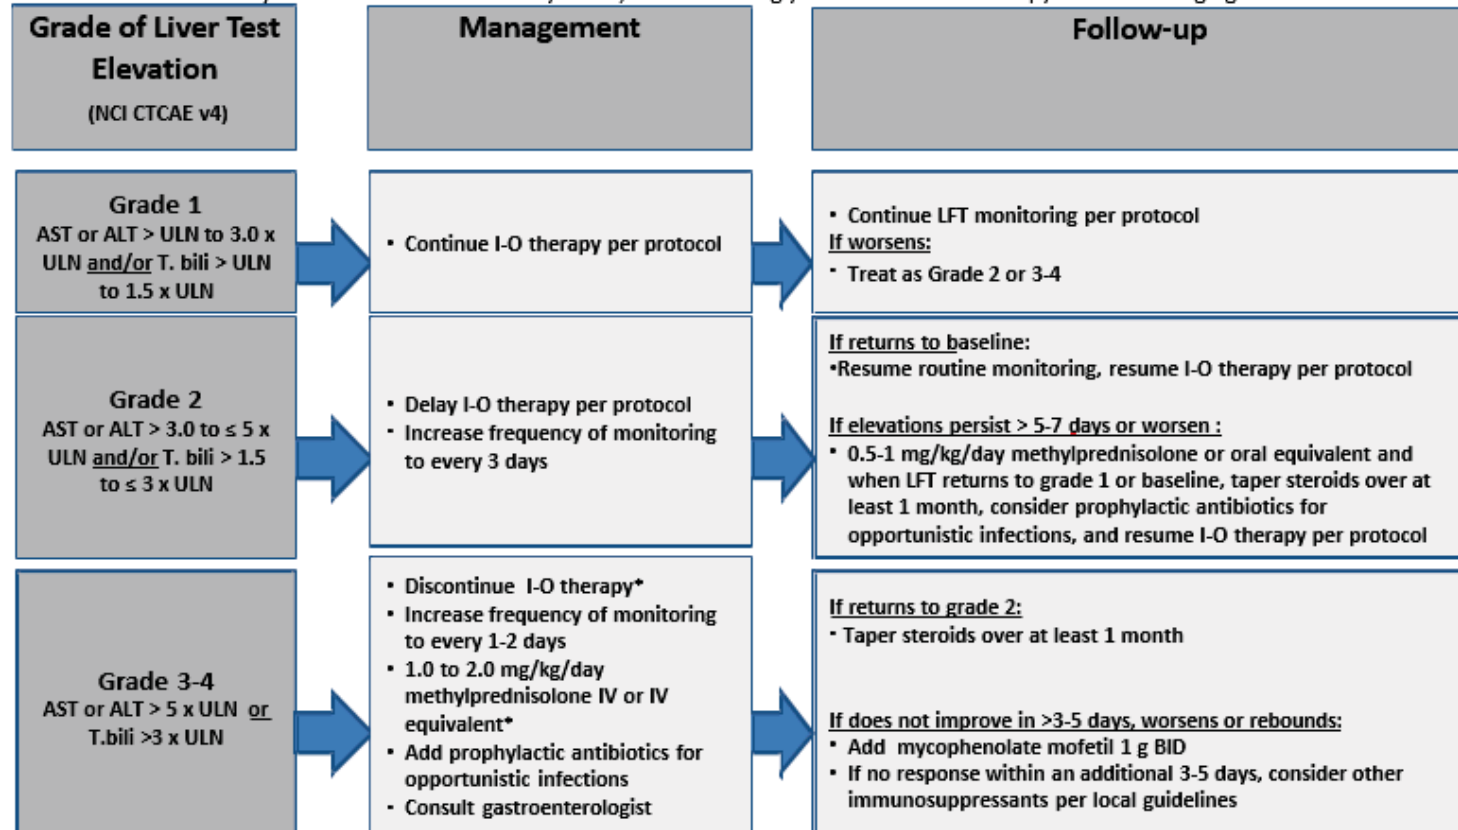 Grade of Liver Test
Elevation
(NCI CTCAE v4)
Management
Follow-up
Grade 1
AST or ALT > ULN to 3.0 x
ULN and/or T. bili > ULN
to 1.5 x ULN
• Continue I-O therapy per protocol
• Continue LFT monitoring per protocol
If worsens:
• Treat as Grade 2 or 3-4
Grade 2
AST or ALT > 3.0 to ≤ 5 x
ULN and/or T. bili > 1.5
to ≤ 3 x ULN
• Delay I-O therapy per protocol
• Increase frequency of monitoring
to every 3 days
If returns to baseline:
•Resume routine monitoring, resume I-O therapy per protocol
If elevations persist > 5-7 days or worsen :
• 0.5-1 mg/kg/day methylprednisolone or oral equivalent and
when LFT returns to grade 1 or baseline, taper steroids over at
least 1 month, consider prophylactic antibiotics for
opportunistic infections, and resume I-O therapy per protocol
Grade 3-4
AST or ALT > 5 x ULN or
T.bili >3 x ULN
• Discontinue I-O therapy*
• Increase frequency of monitoring
to every 1-2 days
• 1.0 to 2.0 mg/kg/day
methylprednisolone IV or IV
equivalent*
• Add prophylactic antibiotics for
opportunistic infections
• Consult gastroenterologist
If returns to grade 2:
• Taper steroids over at least 1 month
If does not improve in >3-5 days, worsens or rebounds:
• Add mycophenolate mofetil 1 g BID
• If no response within an additional 3-5 days, consider other
immunosuppressants per local guidelines